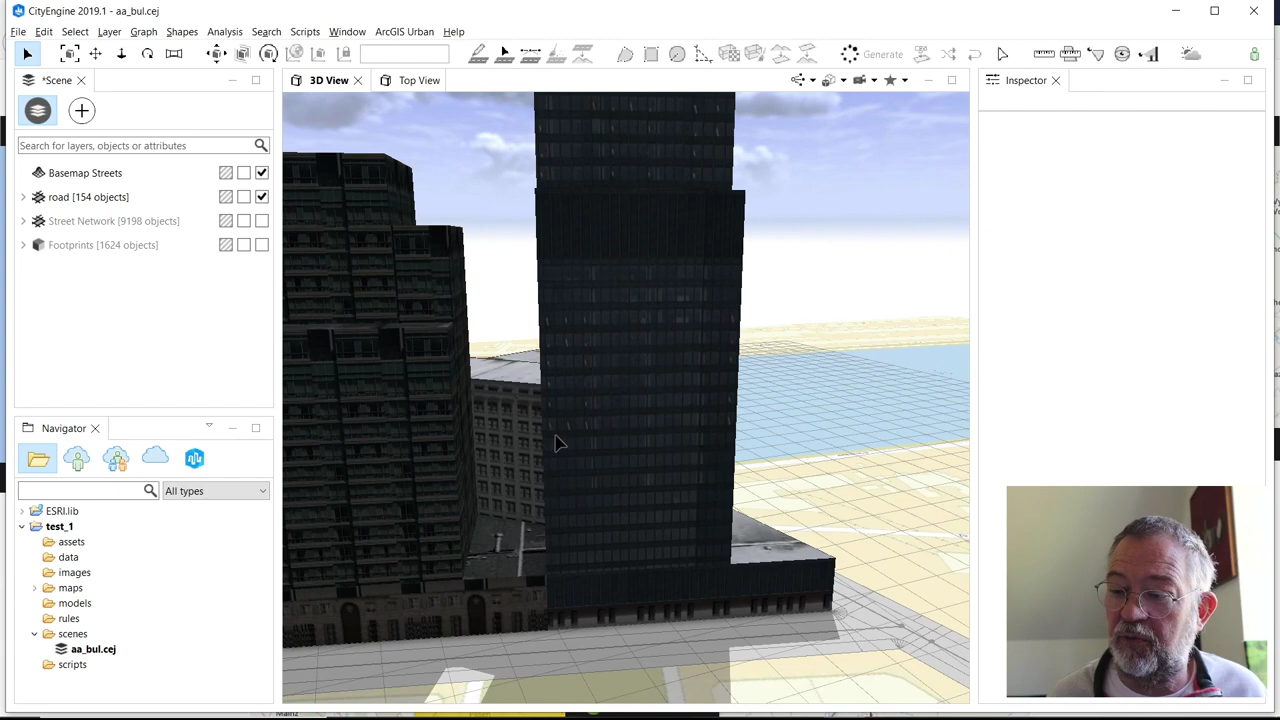 CityEngine 2019.1 - aa_bul.cej
File Edit Select Layer Graph Shapes Analysis Search Scripts Window ArcGIS Urban Help
Generate
*Scene
3D View
Top View
Inspector
Search for layers, objects or attributes
Basemap Streets
road [154 objects]
Street Network [9198 objects]
Footprints [1624 objects]
Navigator
All types
ESRI.lib
test_1
assets
data
images
maps
models
rules
scenes
aa_bul.cej
scripts